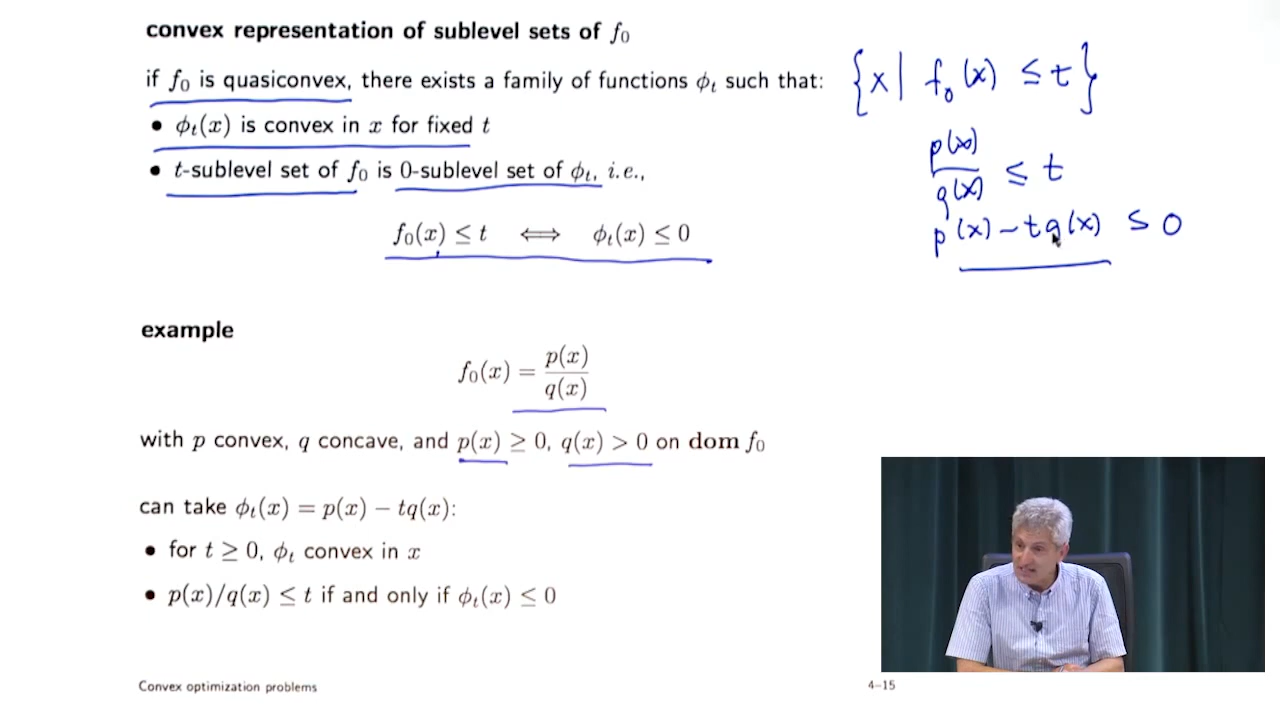 convex representation of sublevel sets of f₀
if f₀ is quasiconvex, there exists a family of functions ϕₜ such that:
• ϕₜ(x) is convex in x for fixed t
• t-sublevel set of f₀ is 0-sublevel set of ϕₜ, i.e.,
f₀(x) ≤ t ⟺ ϕₜ(x) ≤ 0
{x| f₀(x) ≤ t}
p(x)/q(x) ≤ t
p(x) – tq(x) ≤ 0
example
f₀(x) = p(x)/q(x)
with p convex, q concave, and p(x) ≥ 0, q(x) > 0 on dom f₀
can take ϕₜ(x) = p(x) − tq(x):
• for t ≥ 0, ϕₜ convex in x
• p(x)/q(x) ≤ t if and only if ϕₜ(x) ≤ 0
Convex optimization problems
4–15